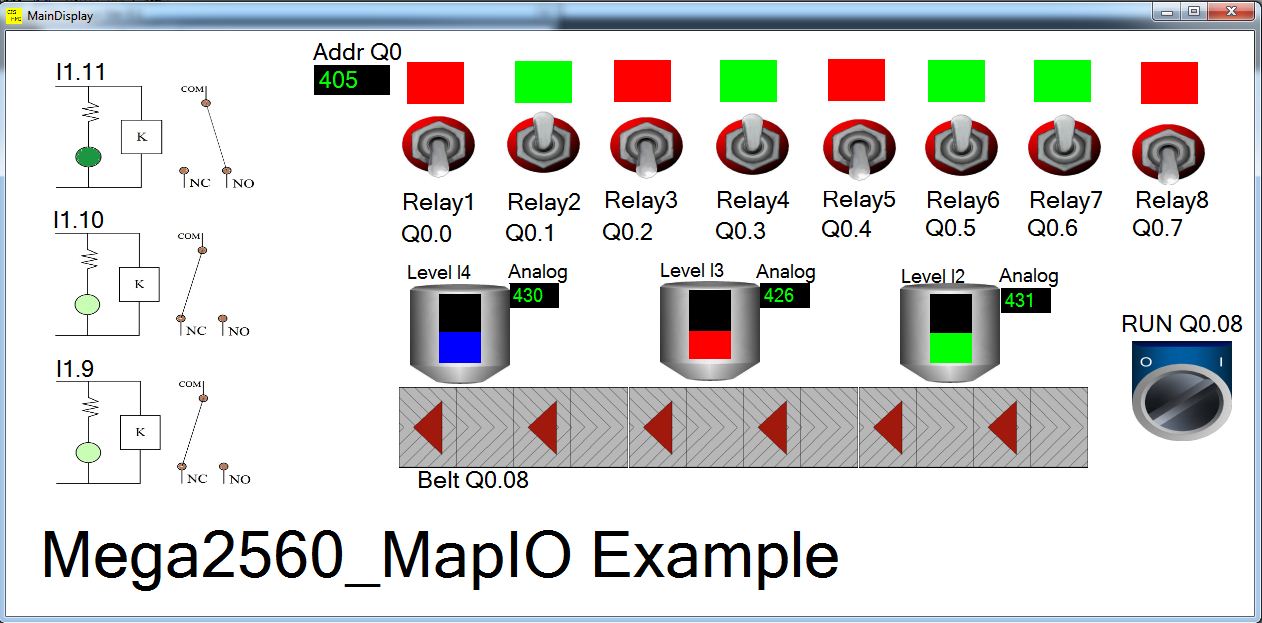 MainDisplay
Addr Q0
405
I1.11
K
COM
NC
NO
I1.10
K
COM
NC
NO
I1.9
K
COM
NC
NO
Relay1
Q0.0
Relay2
Q0.1
Relay3
Q0.2
Relay4
Q0.3
Relay5
Q0.4
Relay6
Q0.5
Relay7
Q0.6
Relay8
Q0.7
Level I4
Analog
430
Level I3
Analog
426
Level I2
Analog
431
RUN Q0.08
O I
Belt Q0.08
Mega2560_MapIO Example